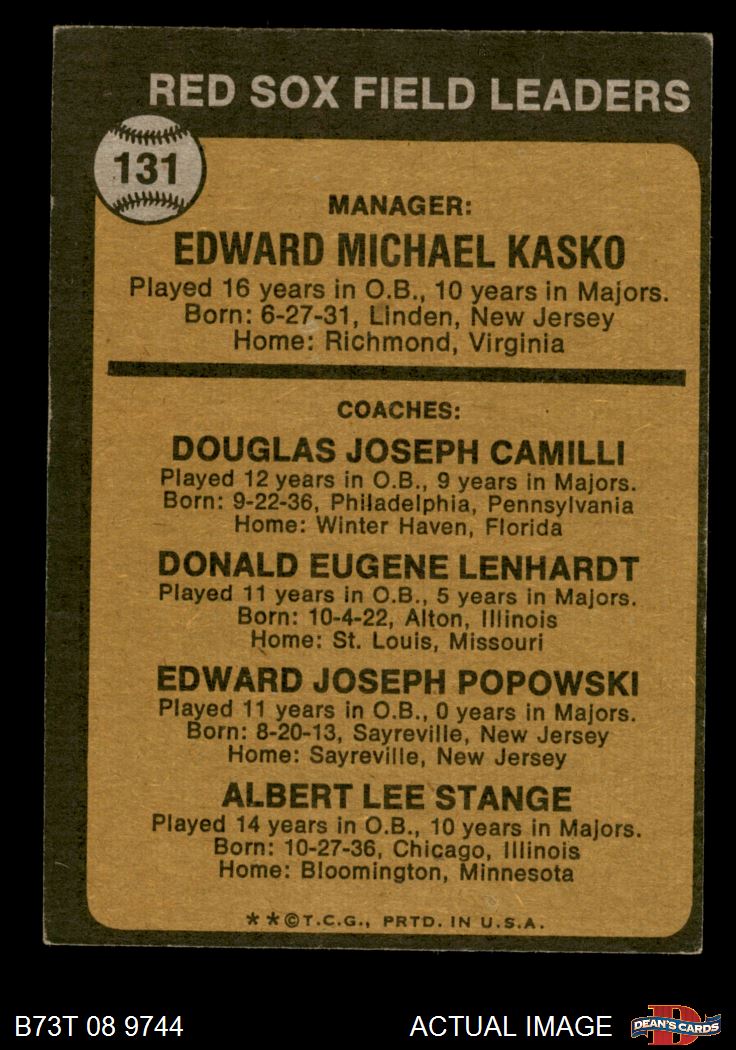 RED SOX FIELD LEADERS
131
MANAGER:
EDWARD MICHAEL KASKO
Played 16 years in O.B., 10 years in Majors.
Born: 6-27-31, Linden, New Jersey
Home: Richmond, Virginia
COACHES:
DOUGLAS JOSEPH CAMILLI
Played 12 years in O.B., 9 years in Majors.
Born: 9-22-36, Philadelphia, Pennsylvania
Home: Winter Haven, Florida
DONALD EUGENE LENHARDT
Played 11 years in O.B., 5 years in Majors.
Born: 10-4-22, Alton, Illinois
Home: St. Louis, Missouri
EDWARD JOSEPH POPOWSKI
Played 11 years in O.B., 0 years in Majors.
Born: 8-20-13, Sayreville, New Jersey
Home: Sayreville, New Jersey
ALBERT LEE STANGE
Played 14 years in O.B., 10 years in Majors.
Born: 10-27-36, Chicago, Illinois
Home: Bloomington, Minnesota
**©T.C.G., PRTD. IN U.S.A.
B73T 08 9744 ACTUAL IMAGE D DEAN'S CARDS